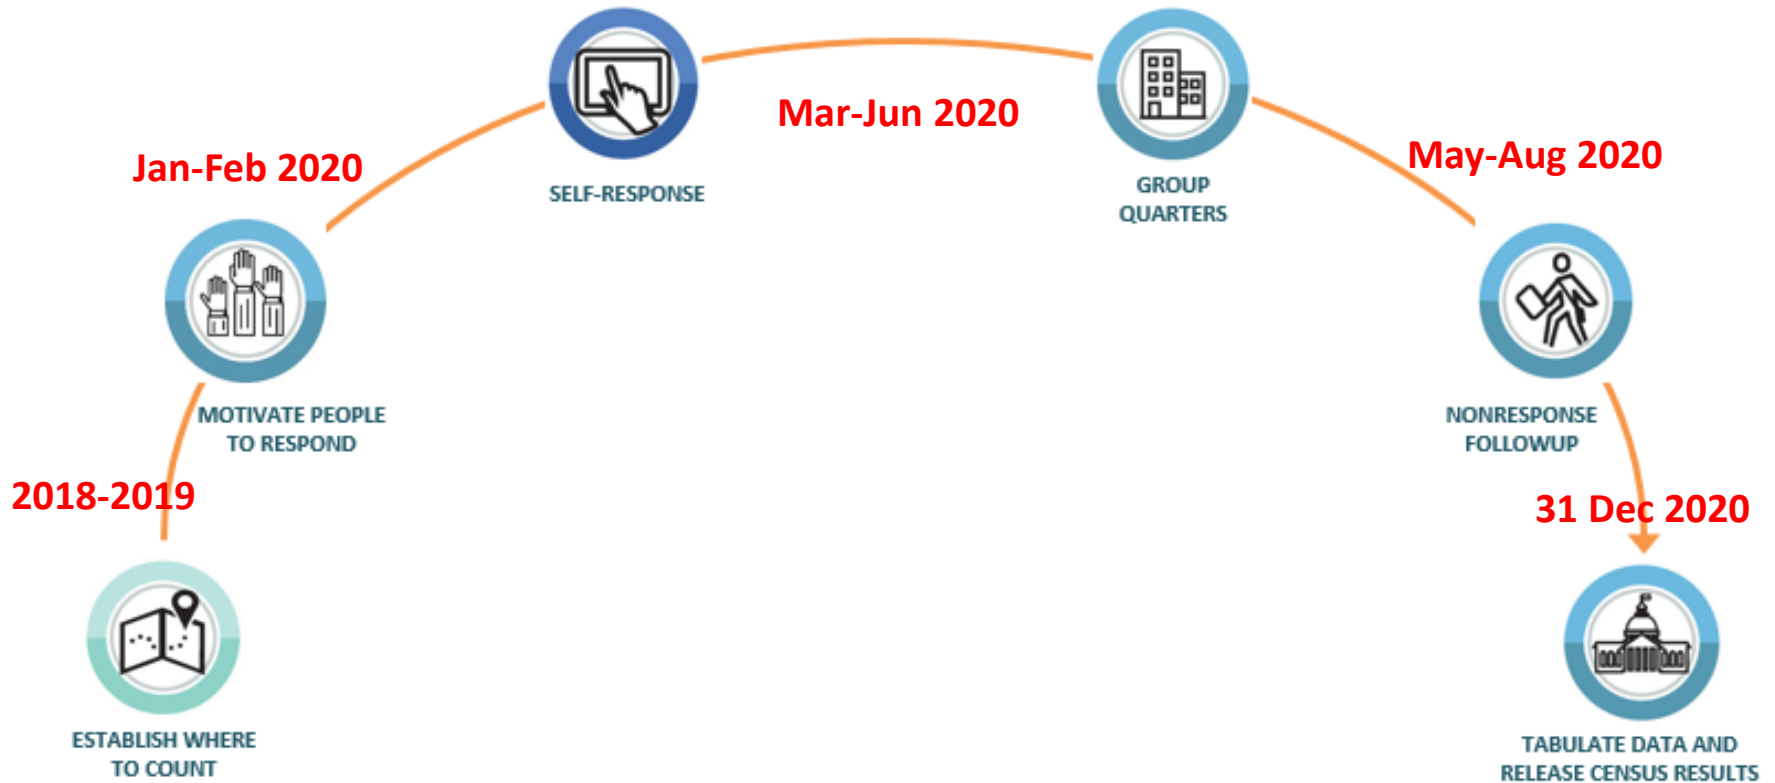 Mar-Jun 2020
Jan-Feb 2020
May-Aug 2020
SELF-RESPONSE
GROUP
QUARTERS
MOTIVATE PEOPLE
TO RESPOND
NONRESPONSE
FOLLOWUP
2018-2019
31 Dec 2020
ESTABLISH WHERE
TO COUNT
TABULATE DATA AND
RELEASE CENSUS RESULTS